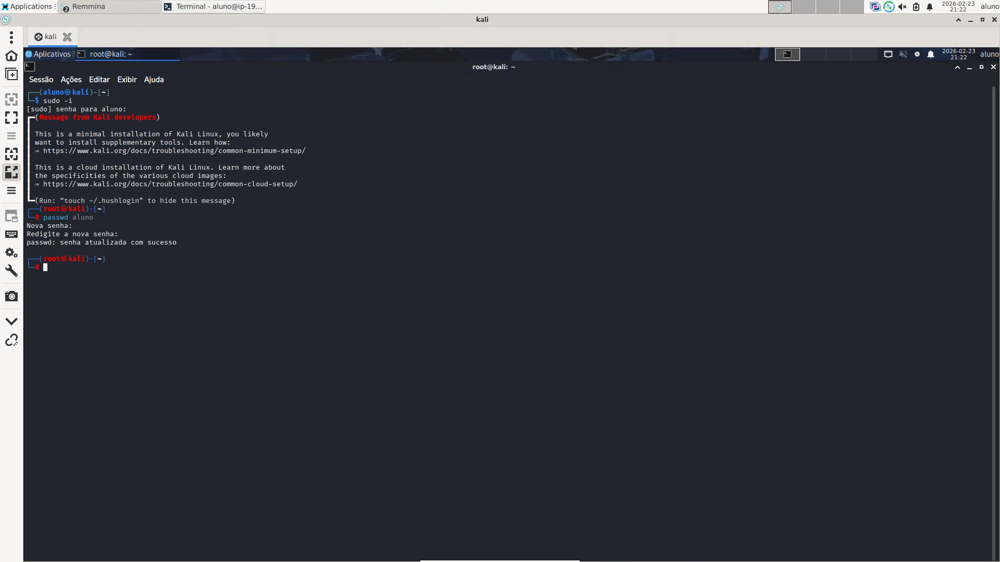 Applications
2
Remmina
Terminal - aluno@ip-19...
2026-02-23
21:22
aluno
kali
kali
Aplicativos
root@kali: ~
2026-02-23
21:22
aluno
root@kali: ~
Sessão Ações Editar Exibir Ajuda
┌──(aluno㉿kali)-[~]
└─$ sudo -i
[sudo] senha para aluno:
┏━(Message from Kali developers)
┃
┃ This is a minimal installation of Kali Linux, you likely
┃ want to install supplementary tools. Learn how:
┃ ⇒ https://www.kali.org/docs/troubleshooting/common-minimum-setup/
┃
┃ This is a cloud installation of Kali Linux. Learn more about
┃ the specificities of the various cloud images:
┃ ⇒ https://www.kali.org/docs/troubleshooting/common-cloud-setup/
┃
┗━(Run: “touch ~/.hushlogin” to hide this message)
┌──(root㉿kali)-[~]
└─# passwd aluno
Nova senha:
Redigite a nova senha:
passwd: senha atualizada com sucesso
┌──(root㉿kali)-[~]
└─#